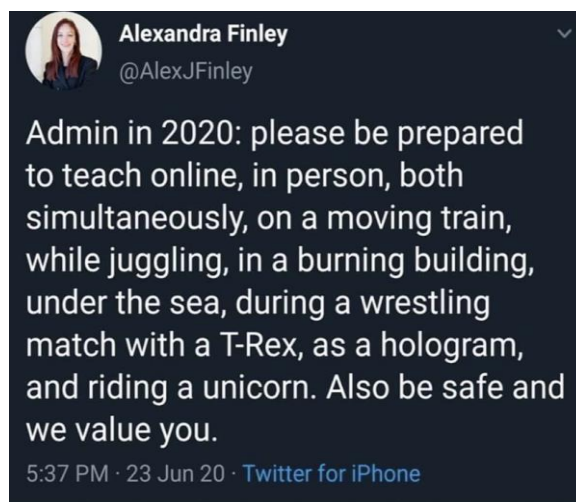 Alexandra Finley
@AlexJFinley
Admin in 2020: please be prepared
to teach online, in person, both
simultaneously, on a moving train,
while juggling, in a burning building,
under the sea, during a wrestling
match with a T-Rex, as a hologram,
and riding a unicorn. Also be safe and
we value you.
5:37 PM · 23 Jun 20 · Twitter for iPhone